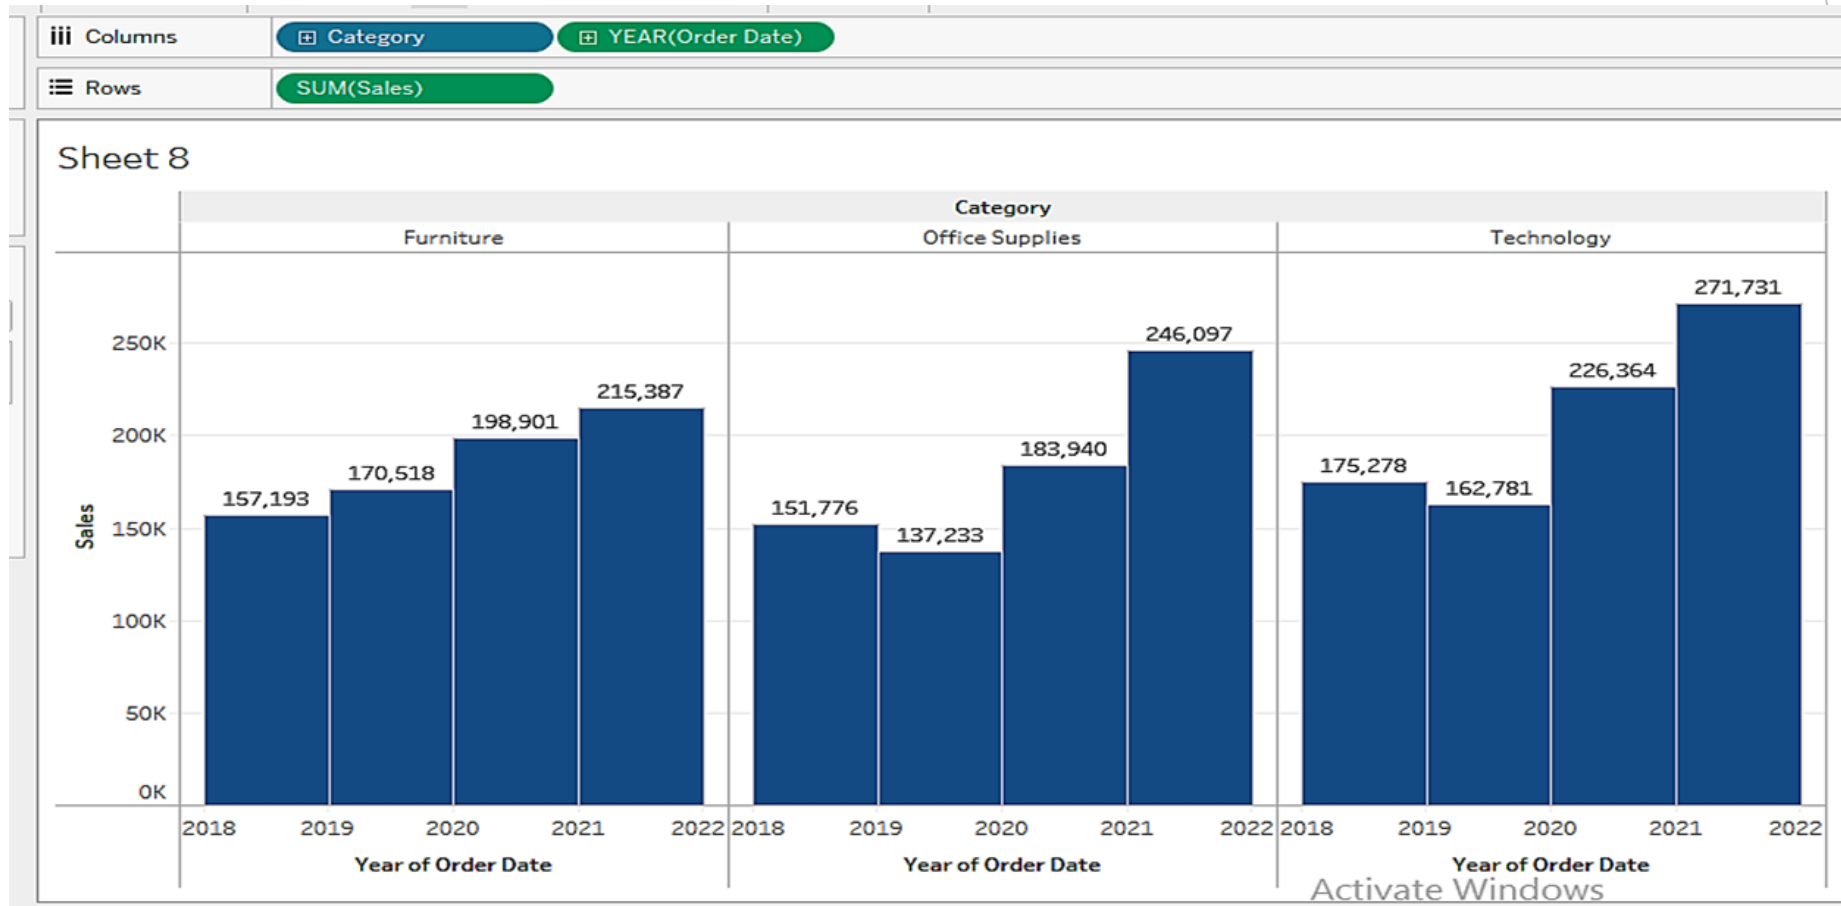 Columns Category YEAR(Order Date)
Rows SUM(Sales)
Sheet 8
Category
Furniture Office Supplies Technology
271,731
250K 246,097
226,364
215,387
200K 198,901
183,940
175,278
170,518
162,781
157,193
151,776
150K
137,233
100K
50K
0K
Sales
2018 2019 2020 2021 2022 2018 2019 2020 2021 2022 2018 2019 2020 2021 2022
Year of Order Date Year of Order Date Year of Order Date
Activate Windows